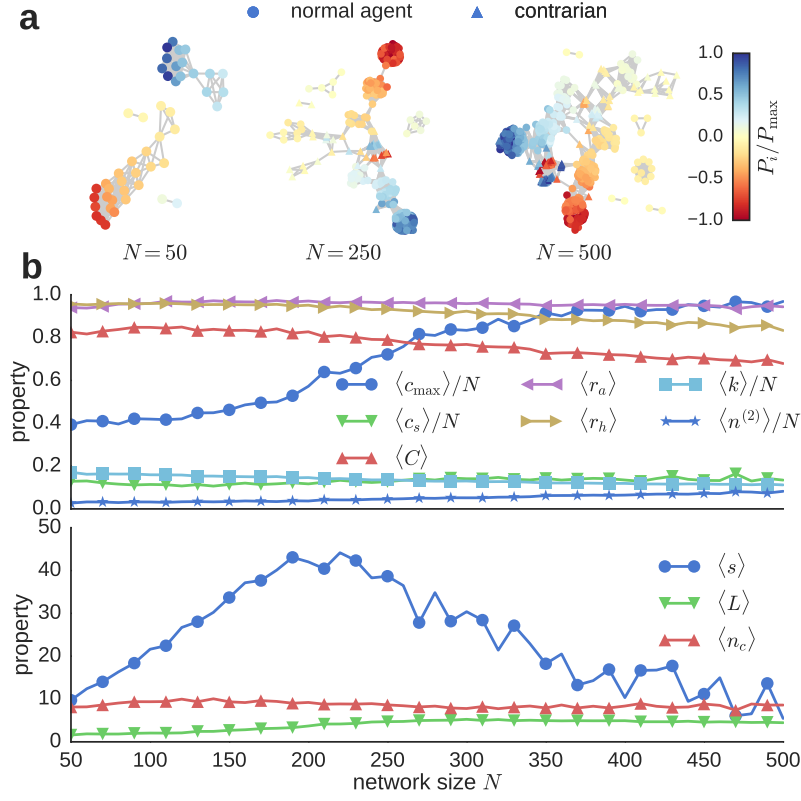 a
normal agent contrarian
1.0
0.5
0.0
−0.5
−1.0
P_i/P_max
N = 50 N = 250 N = 500
b
1.0
0.8
0.6
0.4
0.2
0.0
property
⟨c_max⟩/N ⟨r_a⟩ ⟨k⟩/N
⟨c_s⟩/N ⟨r_h⟩ ⟨n^(2)⟩/N
⟨C⟩
50
40
30
20
10
0
property
⟨s⟩
⟨L⟩
⟨n_c⟩
50 100 150 200 250 300 350 400 450 500
network size N